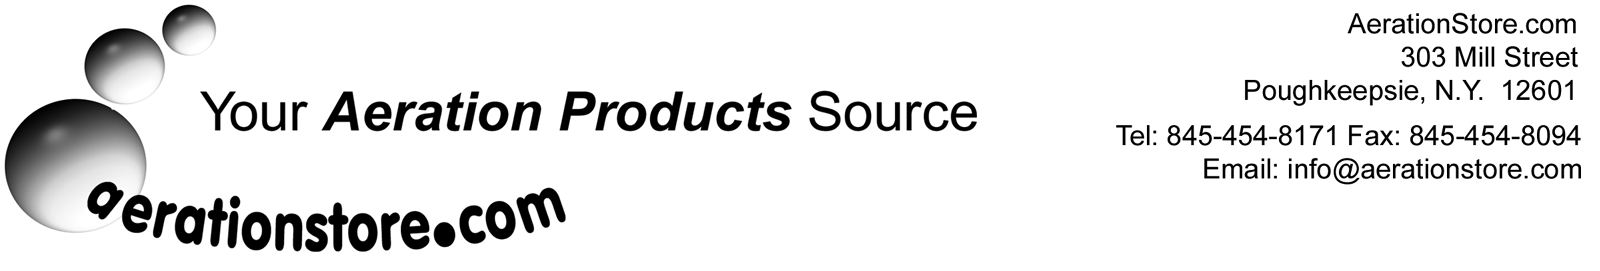 Your Aeration Products Source
aerationstore.com
AerationStore.com
303 Mill Street
Poughkeepsie, N.Y.  12601
Tel: 845-454-8171 Fax: 845-454-8094
Email: info@aerationstore.com